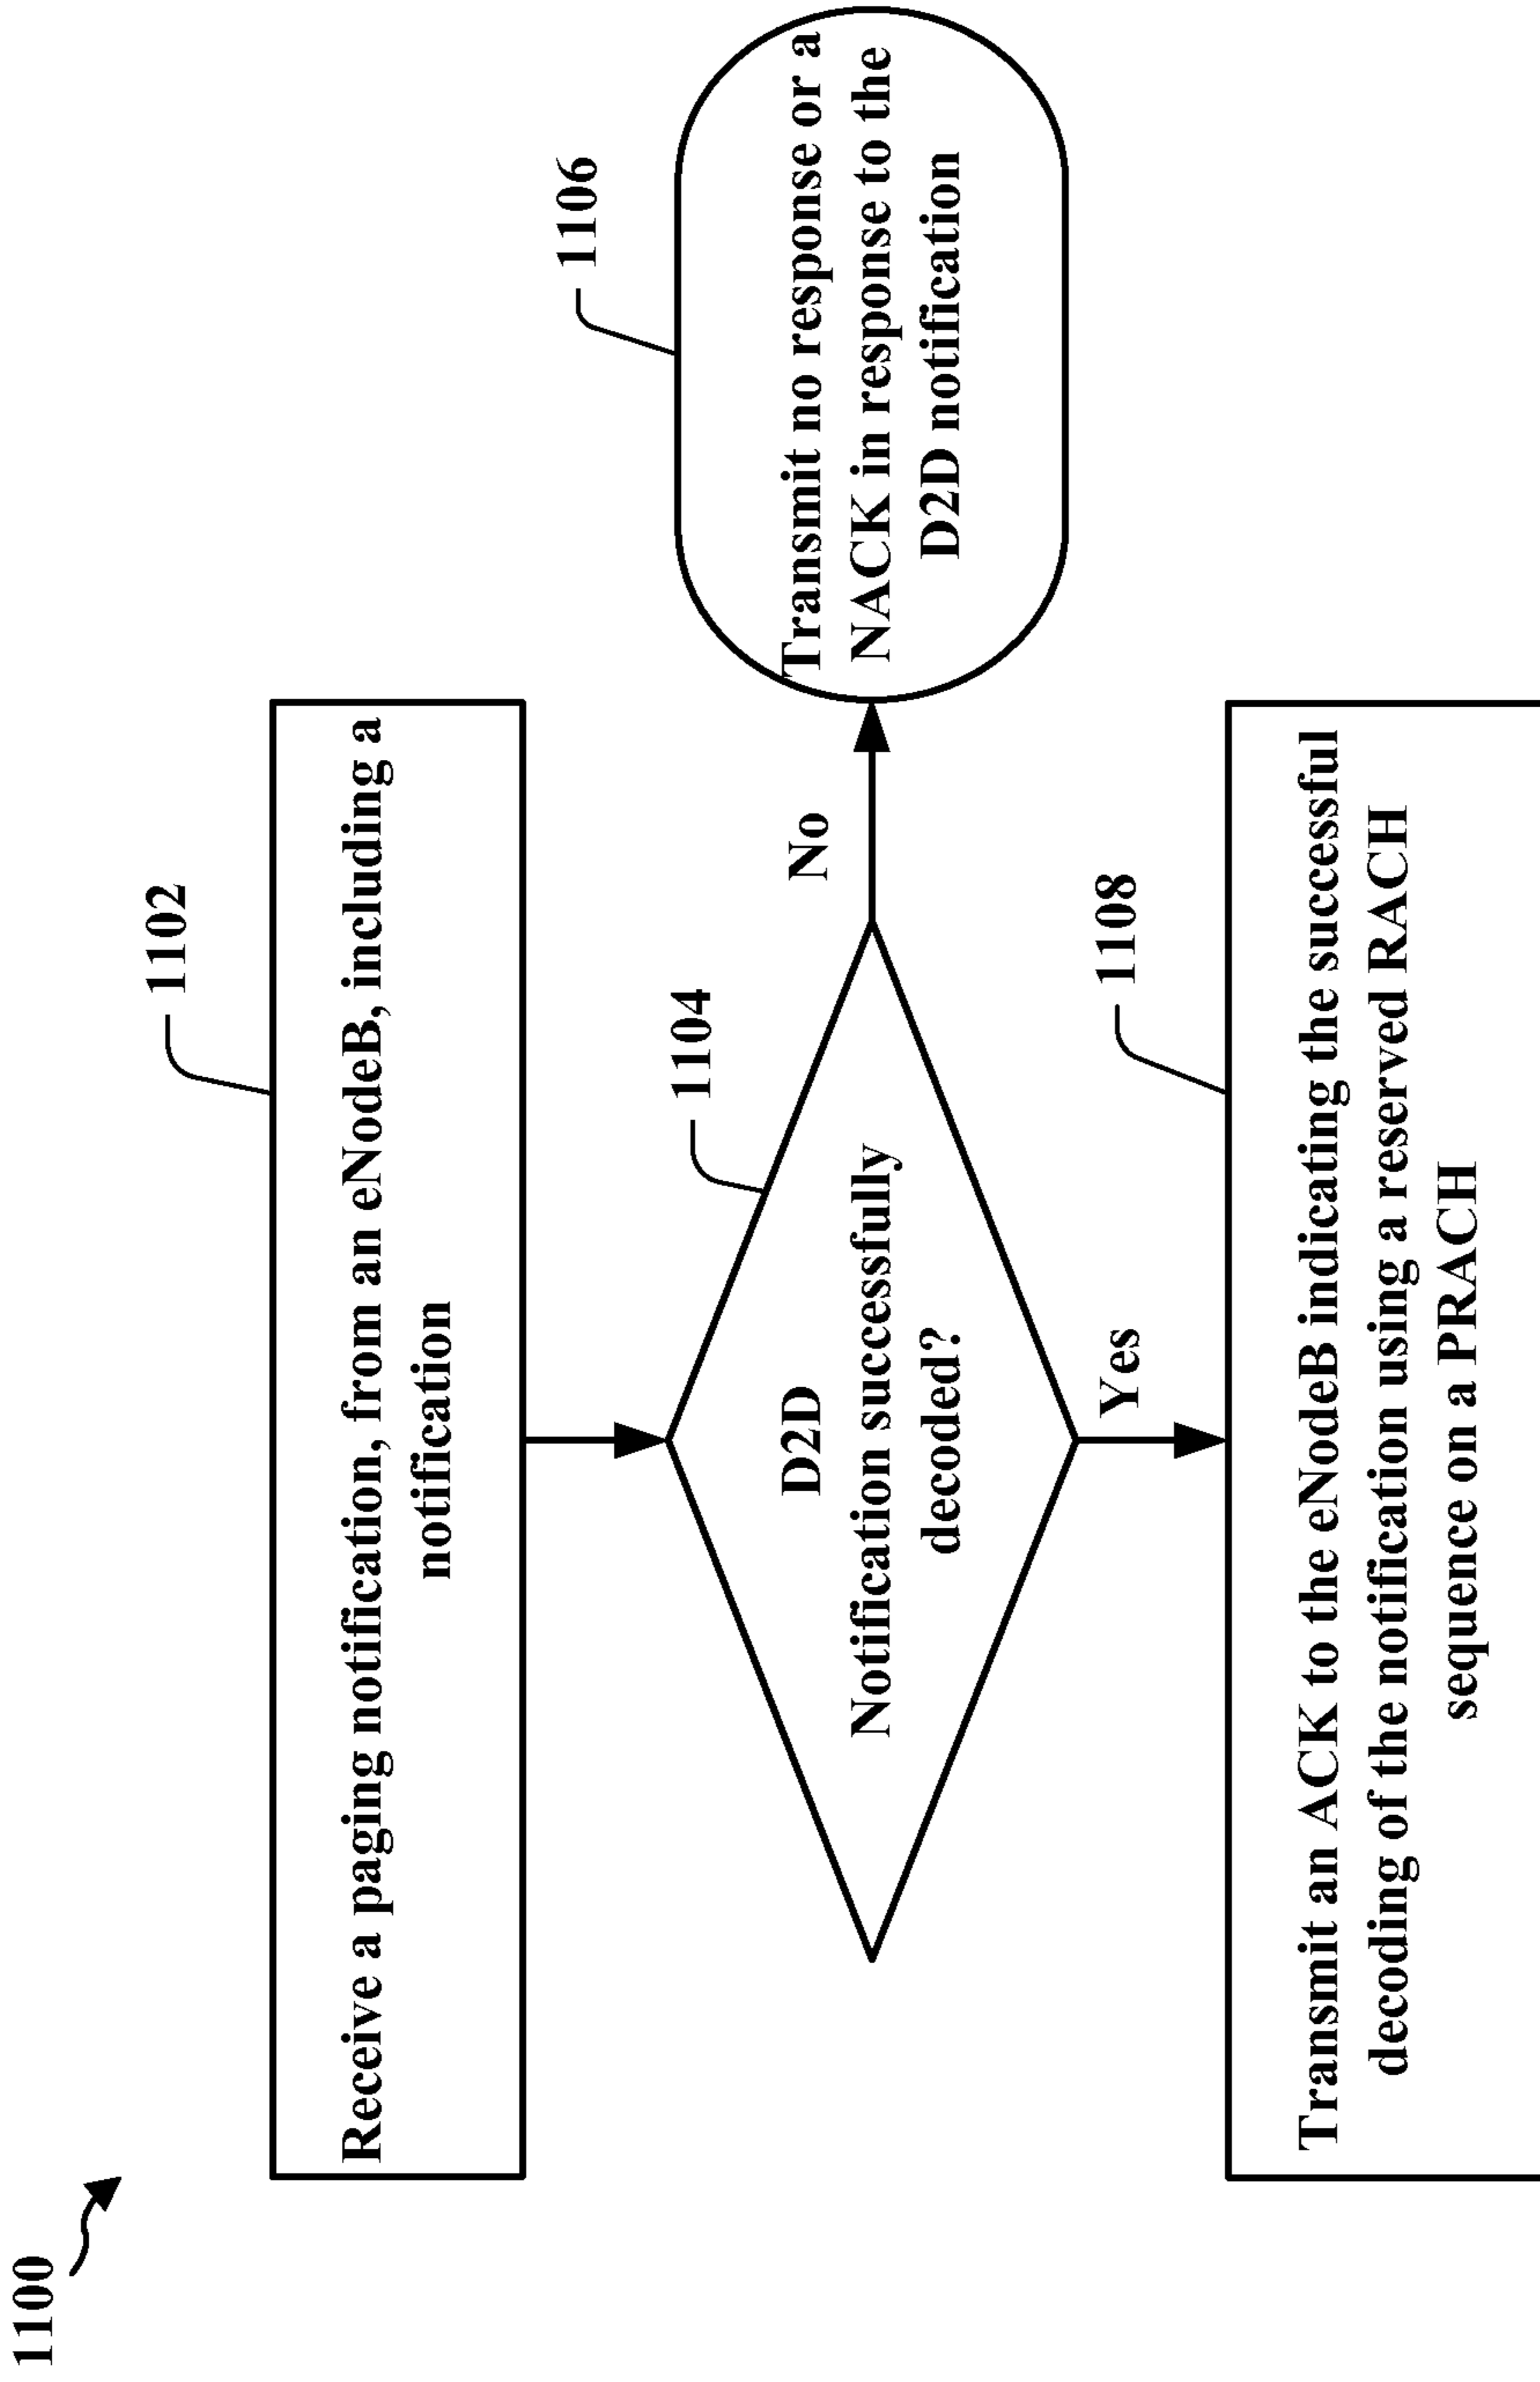 1100
1102
Receive a paging notification, from an eNodeB, including a
notification
1104
D2D
Notification successfully
decoded?
No
1106
Transmit no response or a
NACK in response to the
D2D notification
Yes
1108
Transmit an ACK to the eNodeB indicating the successful
decoding of the notification using a reserved RACH
sequence on a PRACH